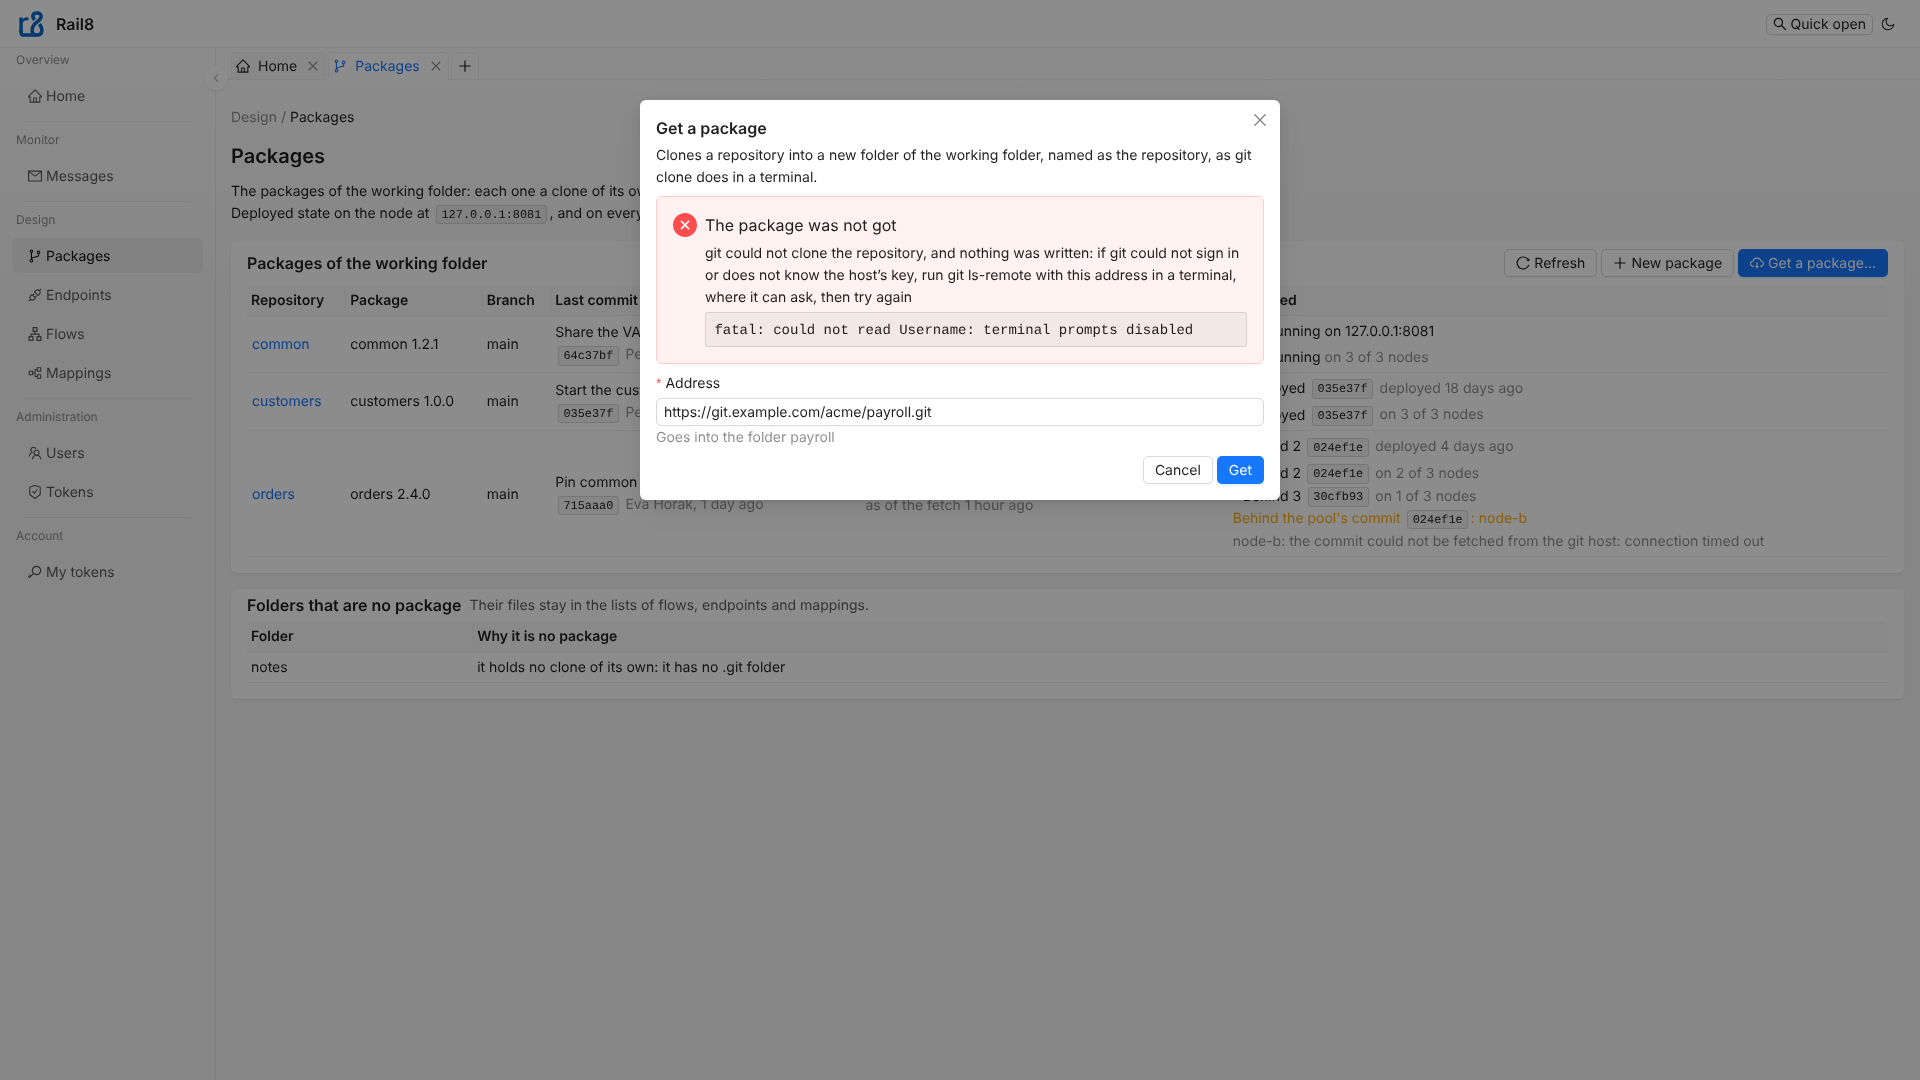 Rail8
Quick open
Overview
Home
Monitor
Messages
Design
Packages
Endpoints
Flows
Mappings
Administration
Users
Tokens
Account
My tokens
Home
Packages
Design / Packages
Packages
The packages of the working folder: each one a clone of its
Deployed state on the node at 127.0.0.1:8081, and on every
Packages of the working folder
Refresh
New package
Get a package...
Repository Package Branch Last commit
common common 1.2.1 main Share the
64c37bf
running on 127.0.0.1:8081
running on 3 of 3 nodes
customers customers 1.0.0 main Start the
035e37f
035e37f deployed 18 days ago
035e37f on 3 of 3 nodes
orders orders 2.4.0 main Pin common
715aaa0 Eva Horak, 1 day ago
as of the fetch 1 hour ago
2 024ef1e deployed 4 days ago
2 024ef1e on 2 of 3 nodes
Behind 3 30cfb93 on 1 of 3 nodes
Behind the pool's commit 024ef1e: node-b
node-b: the commit could not be fetched from the git host: connection timed out
Folders that are no package Their files stay in the lists of flows, endpoints and mappings.
Folder Why it is no package
notes it holds no clone of its own: it has no .git folder
Get a package
Clones a repository into a new folder of the working folder, named as the repository, as git
clone does in a terminal.
The package was not got
git could not clone the repository, and nothing was written: if git could not sign in
or does not know the host’s key, run git ls-remote with this address in a terminal,
where it can ask, then try again
fatal: could not read Username: terminal prompts disabled
* Address
https://git.example.com/acme/payroll.git
Goes into the folder payroll
Cancel
Get